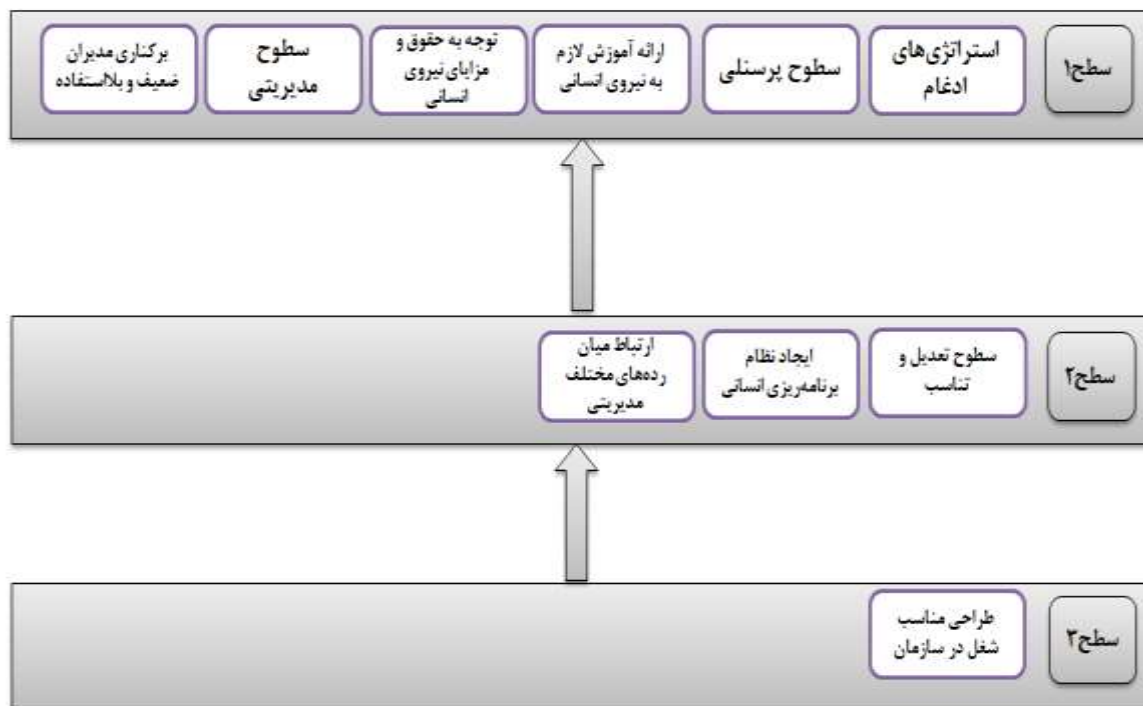 سطح۱
استراتژی‌های
ادغام
سطوح پرسنلی
ارائه آموزش لازم
به نیروی انسانی
توجه به حقوق و
مزایای نیروی
انسانی
سطوح
مدیریتی
برکناری مدیران
ضعیف و بلااستفاده
سطح۲
سطوح تعدیل و
تناسب
ایجاد نظام
برنامه‌ریزی انسانی
ارتباط میان
رده‌های مختلف
مدیریتی
سطح۳
طراحی مناسب
شغل در سازمان